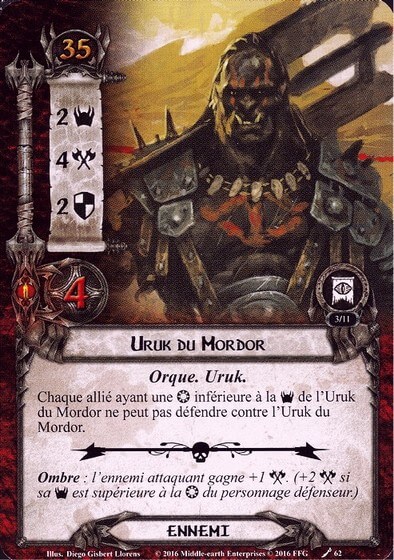 35
2
4
2
4
3/11
Uruk du Mordor
Orque. Uruk.
Chaque allié ayant une inférieure à la de l'Uruk
du Mordor ne peut pas défendre contre l'Uruk du
Mordor.
Ombre : l'ennemi attaquant gagne +1 . (+2 si
sa est supérieure à la du personnage défenseur.)
ENNEMI
Illus. Diego Gisbert Llorens © 2016 Middle-earth Enterprises © 2016 FFG 62